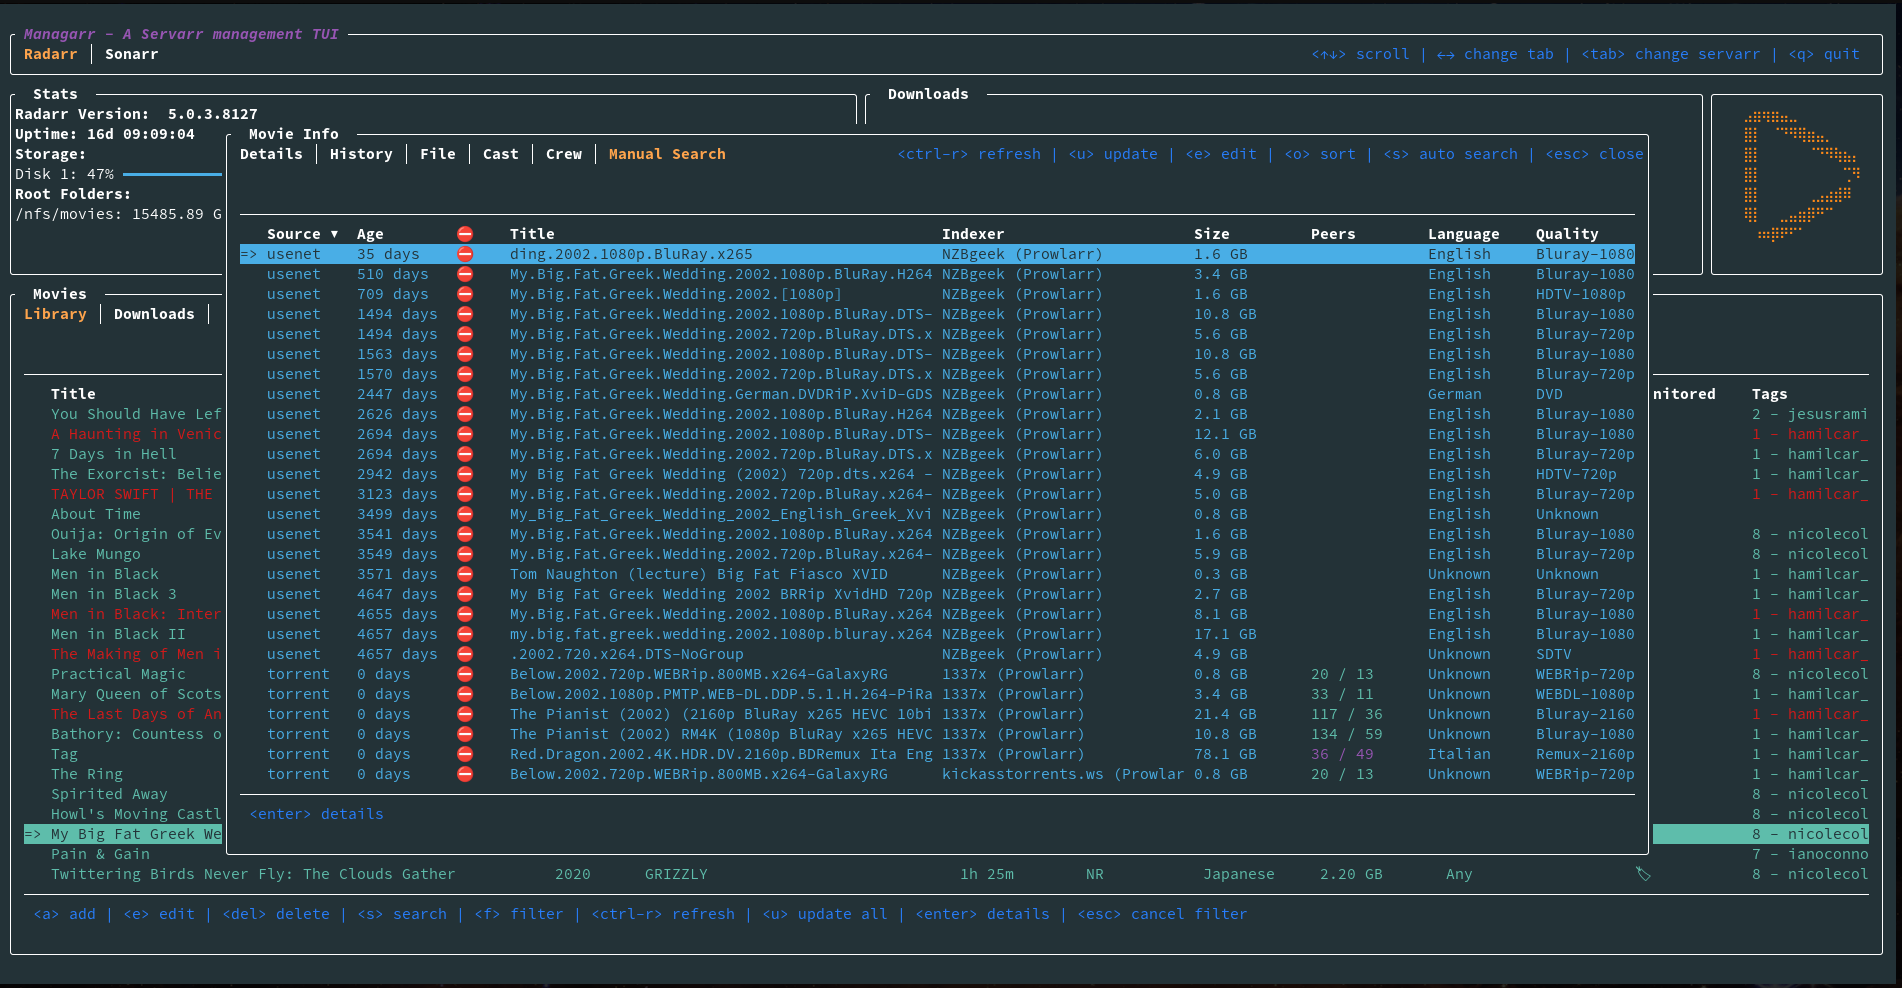 Managarr - A Servarr management TUI
Radarr │ Sonarr <↑↓> scroll | ↔ change tab | <tab> change servarr | <q> quit
Stats Downloads
Radarr Version: 5.0.3.8127
Uptime: 16d 09:09:04
Storage:
Disk 1: 47%
Root Folders:
/nfs/movies: 15485.89 G
Movie Info
Details │ History │ File │ Cast │ Crew │ Manual Search <ctrl-r> refresh | <u> update | <e> edit | <o> sort | <s> auto search | <esc> close
Source ▼ Age ⛔ Title Indexer Size Peers Language Quality
=> usenet 35 days ⛔ ding.2002.1080p.BluRay.x265 NZBgeek (Prowlarr) 1.6 GB English Bluray-1080
usenet 510 days ⛔ My.Big.Fat.Greek.Wedding.2002.1080p.BluRay.H264 NZBgeek (Prowlarr) 3.4 GB English Bluray-1080
usenet 709 days ⛔ My.Big.Fat.Greek.Wedding.2002.[1080p] NZBgeek (Prowlarr) 1.6 GB English HDTV-1080p
usenet 1494 days ⛔ My.Big.Fat.Greek.Wedding.2002.1080p.BluRay.DTS- NZBgeek (Prowlarr) 10.8 GB English Bluray-1080
usenet 1494 days ⛔ My.Big.Fat.Greek.Wedding.2002.720p.BluRay.DTS.x NZBgeek (Prowlarr) 5.6 GB English Bluray-720p
usenet 1563 days ⛔ My.Big.Fat.Greek.Wedding.2002.1080p.BluRay.DTS- NZBgeek (Prowlarr) 10.8 GB English Bluray-1080
usenet 1570 days ⛔ My.Big.Fat.Greek.Wedding.2002.720p.BluRay.DTS.x NZBgeek (Prowlarr) 5.6 GB English Bluray-720p
usenet 2447 days ⛔ My.Big.Fat.Greek.Wedding.German.DVDRiP.XviD-GDS NZBgeek (Prowlarr) 0.8 GB German DVD
usenet 2626 days ⛔ My.Big.Fat.Greek.Wedding.2002.1080p.BluRay.H264 NZBgeek (Prowlarr) 2.1 GB English Bluray-1080
usenet 2694 days ⛔ My.Big.Fat.Greek.Wedding.2002.1080p.BluRay.DTS- NZBgeek (Prowlarr) 12.1 GB English Bluray-1080
usenet 2694 days ⛔ My.Big.Fat.Greek.Wedding.2002.720p.BluRay.DTS.x NZBgeek (Prowlarr) 6.0 GB English Bluray-720p
usenet 2942 days ⛔ My Big Fat Greek Wedding (2002) 720p.dts.x264 - NZBgeek (Prowlarr) 4.9 GB English HDTV-720p
usenet 3123 days ⛔ My.Big.Fat.Greek.Wedding.2002.720p.BluRay.x264- NZBgeek (Prowlarr) 5.0 GB English Bluray-720p
usenet 3499 days ⛔ My_Big_Fat_Greek_Wedding_2002_English_Greek_Xvi NZBgeek (Prowlarr) 0.8 GB English Unknown
usenet 3541 days ⛔ My.Big.Fat.Greek.Wedding.2002.1080p.BluRay.x264 NZBgeek (Prowlarr) 1.6 GB English Bluray-1080
usenet 3549 days ⛔ My.Big.Fat.Greek.Wedding.2002.720p.BluRay.x264- NZBgeek (Prowlarr) 5.9 GB English Bluray-720p
usenet 3571 days ⛔ Tom Naughton (lecture) Big Fat Fiasco XVID NZBgeek (Prowlarr) 0.3 GB Unknown Unknown
usenet 4647 days ⛔ My Big Fat Greek Wedding 2002 BRRip XvidHD 720p NZBgeek (Prowlarr) 2.7 GB English Bluray-720p
usenet 4655 days ⛔ My.Big.Fat.Greek.Wedding.2002.1080p.BluRay.x264 NZBgeek (Prowlarr) 8.1 GB English Bluray-1080
usenet 4657 days ⛔ my.big.fat.greek.wedding.2002.1080p.bluray.x264 NZBgeek (Prowlarr) 17.1 GB English Bluray-1080
usenet 4657 days ⛔ .2002.720.x264.DTS-NoGroup NZBgeek (Prowlarr) 4.9 GB Unknown SDTV
torrent 0 days ⛔ Below.2002.720p.WEBRip.800MB.x264-GalaxyRG 1337x (Prowlarr) 0.8 GB 20 / 13 Unknown WEBRip-720p
torrent 0 days ⛔ Below.2002.1080p.PMTP.WEB-DL.DDP.5.1.H.264-PiRa 1337x (Prowlarr) 3.4 GB 33 / 11 Unknown WEBDL-1080p
torrent 0 days ⛔ The Pianist (2002) (2160p BluRay x265 HEVC 10bi 1337x (Prowlarr) 21.4 GB 117 / 36 Unknown Bluray-2160
torrent 0 days ⛔ The Pianist (2002) RM4K (1080p BluRay x265 HEVC 1337x (Prowlarr) 10.8 GB 134 / 59 Unknown Bluray-1080
torrent 0 days ⛔ Red.Dragon.2002.4K.HDR.DV.2160p.BDRemux Ita Eng 1337x (Prowlarr) 78.1 GB 36 / 49 Italian Remux-2160p
torrent 0 days ⛔ Below.2002.720p.WEBRip.800MB.x264-GalaxyRG kickasstorrents.ws (Prowlar 0.8 GB 20 / 13 Unknown WEBRip-720p
<enter> details
Movies
Library │ Downloads │
Title nitored Tags
You Should Have Lef 2 - jesusrami
A Haunting in Venic 1 - hamilcar_
7 Days in Hell 1 - hamilcar_
The Exorcist: Belie 1 - hamilcar_
TAYLOR SWIFT | THE 1 - hamilcar_
About Time
Ouija: Origin of Ev 8 - nicolecol
Lake Mungo 8 - nicolecol
Men in Black 1 - hamilcar_
Men in Black 3 1 - hamilcar_
Men in Black: Inter 1 - hamilcar_
Men in Black II 1 - hamilcar_
The Making of Men i 1 - hamilcar_
Practical Magic 8 - nicolecol
Mary Queen of Scots 1 - hamilcar_
The Last Days of An 1 - hamilcar_
Bathory: Countess o 1 - hamilcar_
Tag 1 - hamilcar_
The Ring 1 - hamilcar_
Spirited Away 8 - nicolecol
Howl's Moving Castl 8 - nicolecol
=> My Big Fat Greek We 8 - nicolecol
Pain & Gain 7 - ianoconno
Twittering Birds Never Fly: The Clouds Gather 2020 GRIZZLY 1h 25m NR Japanese 2.20 GB Any 🏷 8 - nicolecol
<a> add | <e> edit | <del> delete | <s> search | <f> filter | <ctrl-r> refresh | <u> update all | <enter> details | <esc> cancel filter